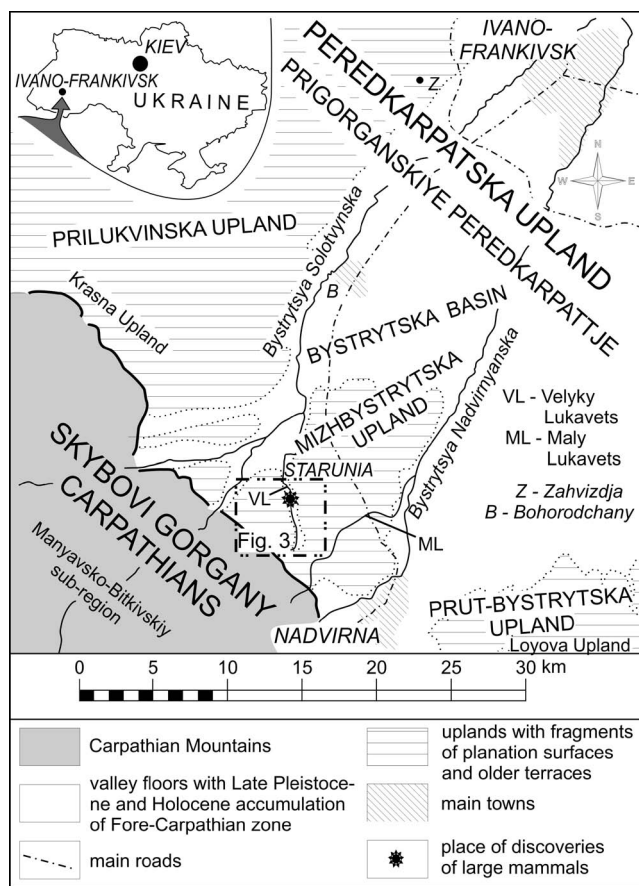 KIEV
IVANO-FRANKIVSK
UKRAINE
IVANO-
FRANKIVSK
Z
N
W
E
S
PEREDKARPATSKA UPLAND
PRIGORGANSKIYE PEREDKARPATTJE
PRILUKVINSKA UPLAND
Krasna Upland
Bystrytsya Solotvynska
B
BYSTRYTSKA BASIN
MIZHBYSTRYTSKA
UPLAND
Bystrytsya Nadvirnyanska
VL - Velyky
Lukavets
ML - Maly
Lukavets
Z - Zahvizdja
B - Bohorodchany
STARUNIA
VL
Fig. 3
ML
SKYBOVI GORGANY
CARPATHIANS
Manyavsko-Bitkivskiy
sub-region
NADVIRNA
PRUT-BYSTRYTSKA
UPLAND
Loyova Upland
0 5 10 15 20 25 30 km
Carpathian Mountains
valley floors with Late Pleistoce-
ne and Holocene accumulation
of Fore-Carpathian zone
main roads
uplands with fragments
of planation surfaces
and older terraces
main towns
place of discoveries
of large mammals